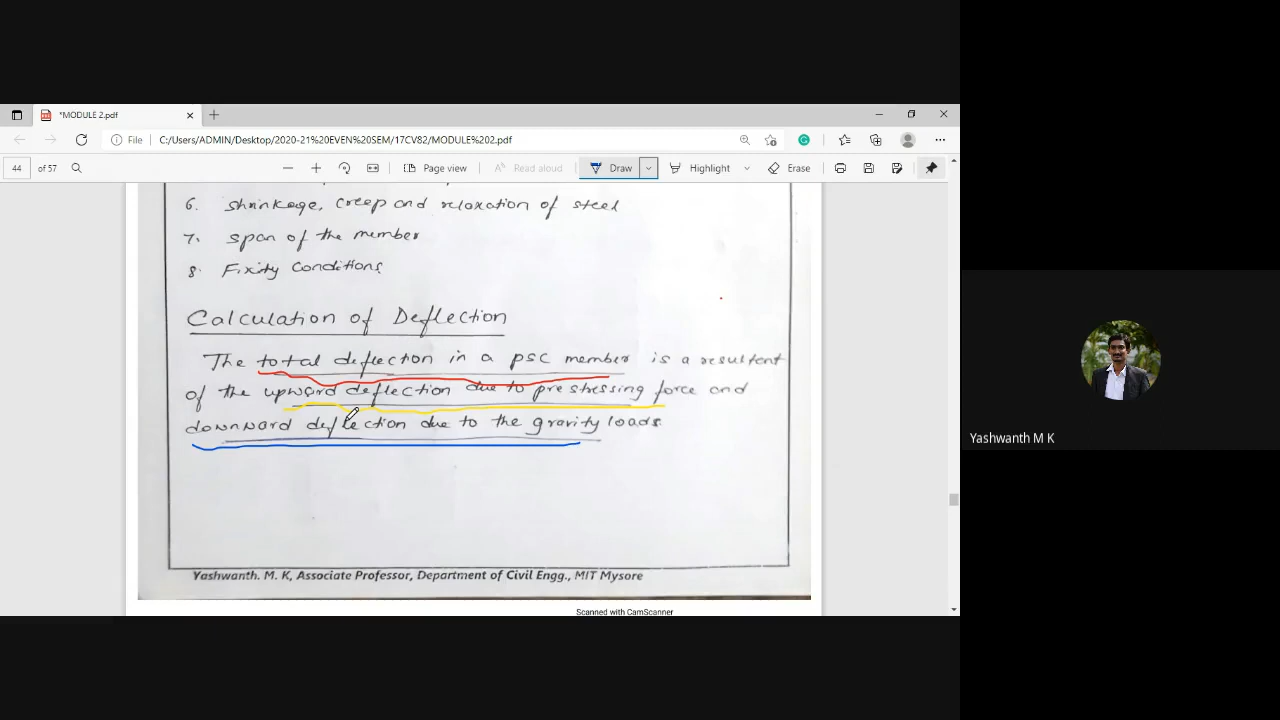 *MODULE 2.pdf
File
C:/Users/ADMIN/Desktop/2020-21%20EVEN%20SEM/17CV82/MODULE%202.pdf
44 of 57
Page view
Read aloud
Draw
Highlight
Erase
6. Shrinkage, creep and relaxation of steel
7. span of the member
8. Fixity Conditions
Calculation of Deflection
The total deflection in a psc member is a resultent
of the upward deflection due to prestressing force and
downward deflection due to the gravity loads.
Yashwanth. M. K, Associate Professor, Department of Civil Engg., MIT Mysore
Scanned with CamScanner
Yashwanth M K